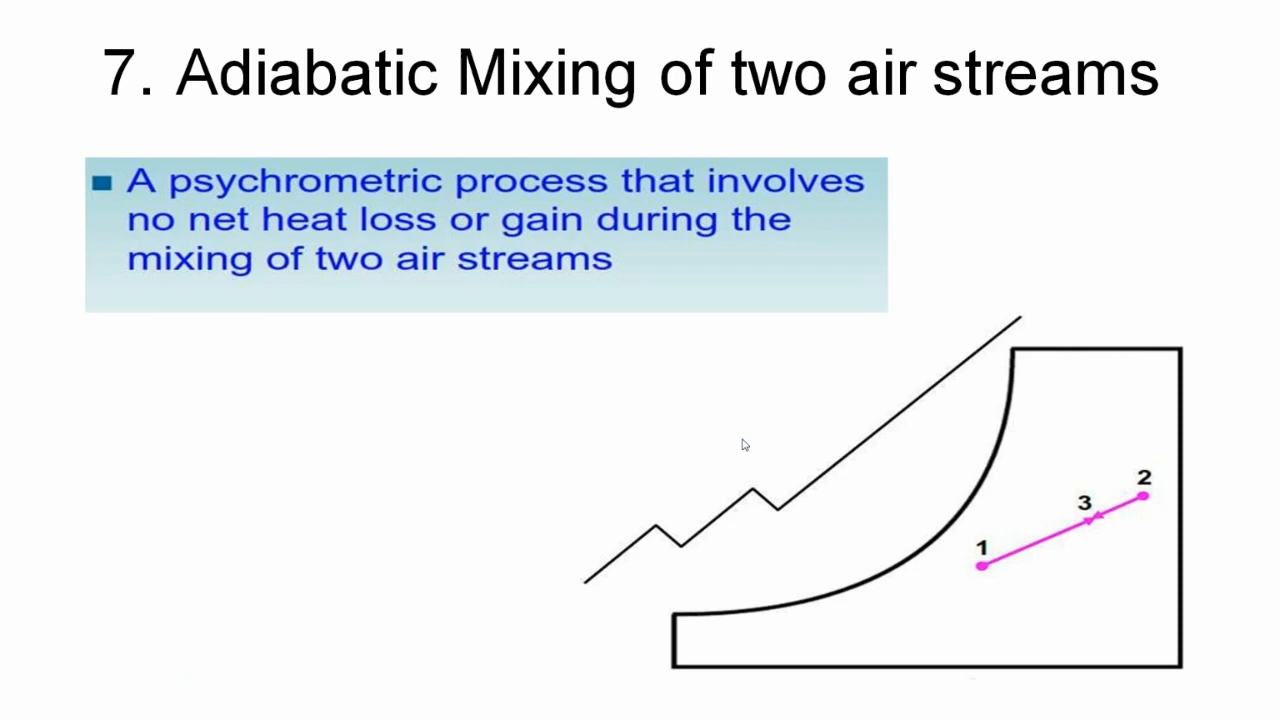 7. Adiabatic Mixing of two air streams
A psychrometric process that involves
no net heat loss or gain during the
mixing of two air streams
2
3
1